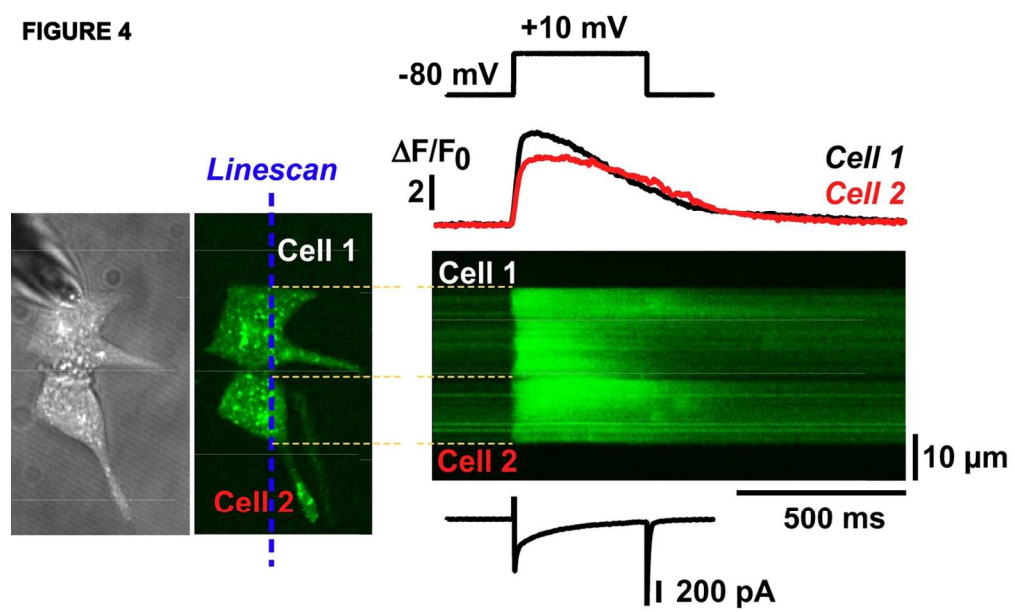 FIGURE 4
+10 mV
-80 mV
ΔF/F0
2
Cell 1
Cell 2
Linescan
Cell 1
Cell 2
Cell 1
Cell 2
10 µm
500 ms
200 pA